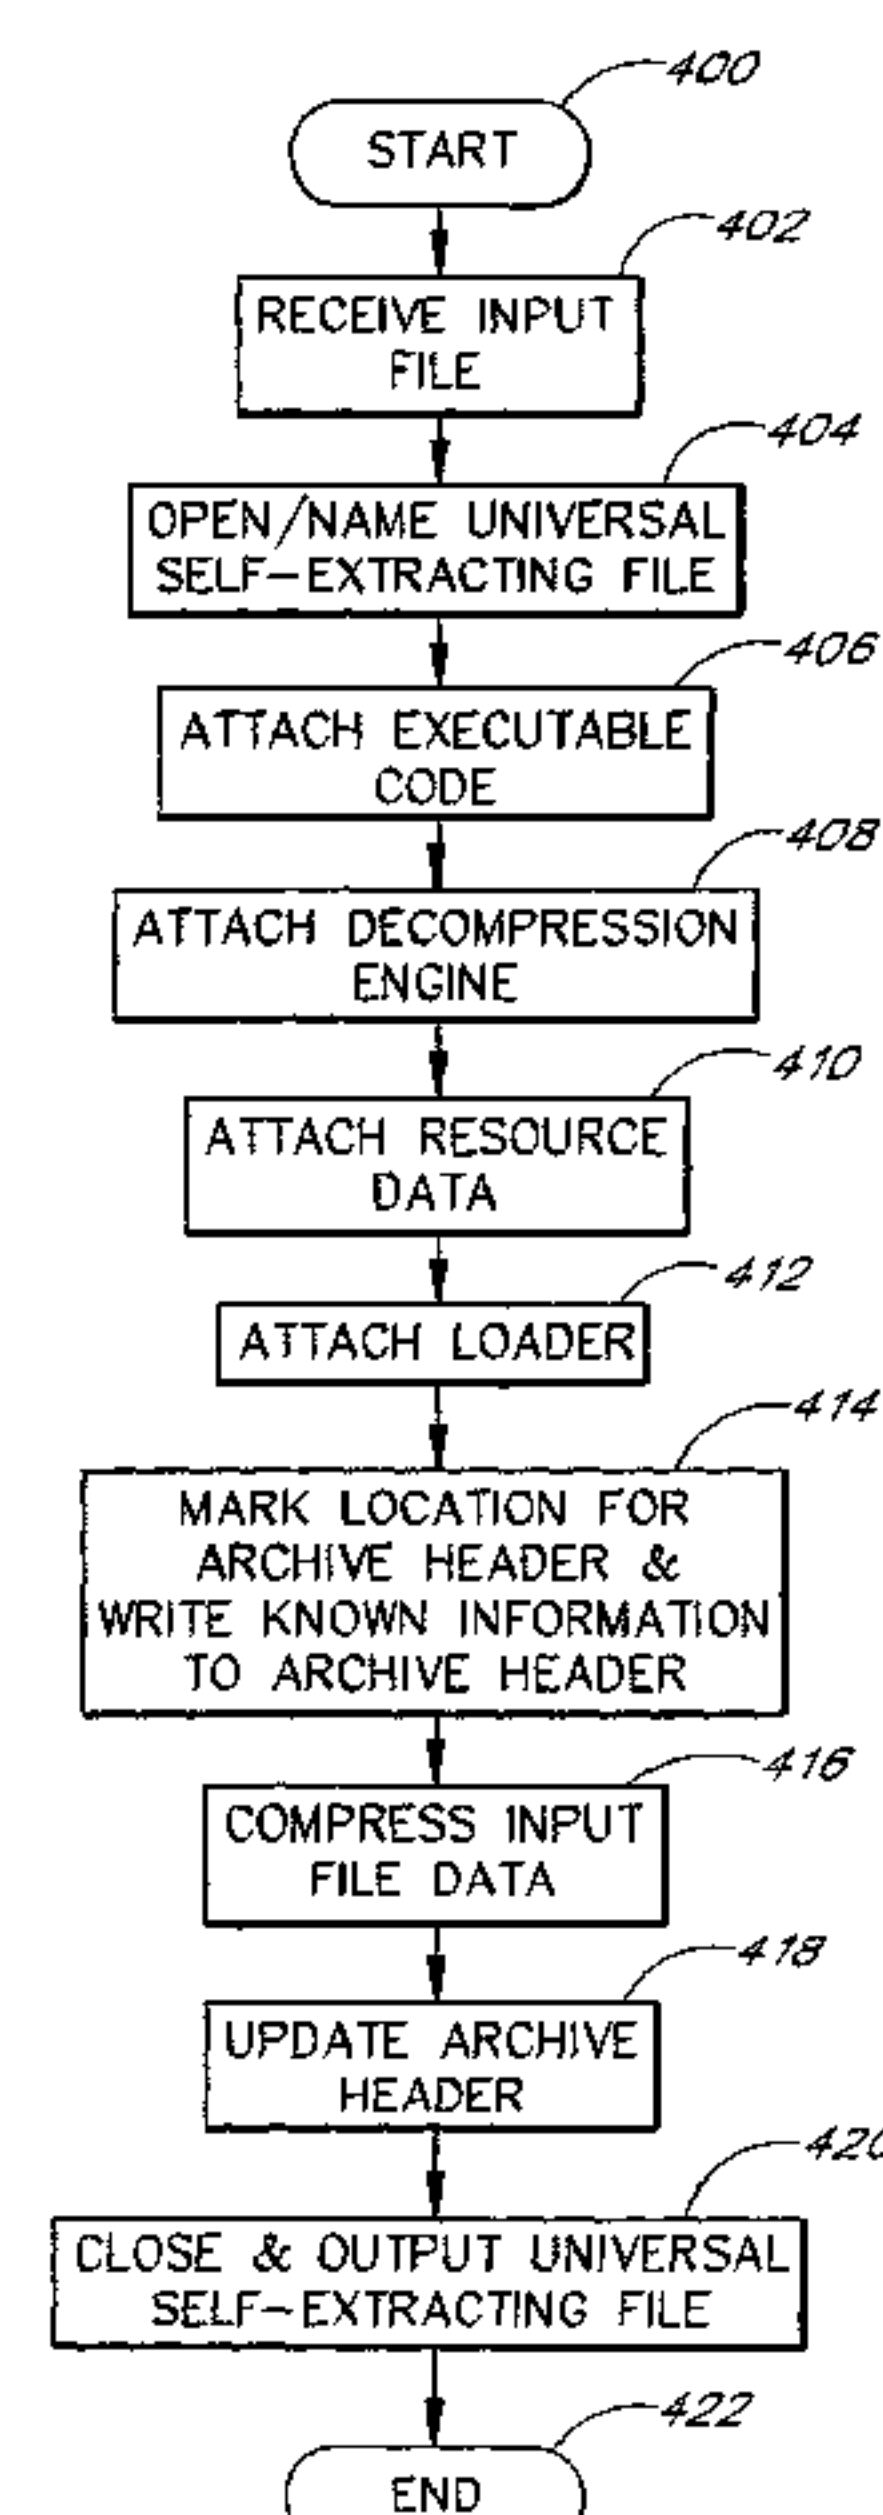 400
START
402
RECEIVE INPUT
FILE
404
OPEN/NAME UNIVERSAL
SELF-EXTRACTING FILE
406
ATTACH EXECUTABLE
CODE
408
ATTACH DECOMPRESSION
ENGINE
410
ATTACH RESOURCE
DATA
412
ATTACH LOADER
414
MARK LOCATION FOR
ARCHIVE HEADER &
WRITE KNOWN INFORMATION
TO ARCHIVE HEADER
416
COMPRESS INPUT
FILE DATA
418
UPDATE ARCHIVE
HEADER
420
CLOSE & OUTPUT UNIVERSAL
SELF-EXTRACTING FILE
422
END